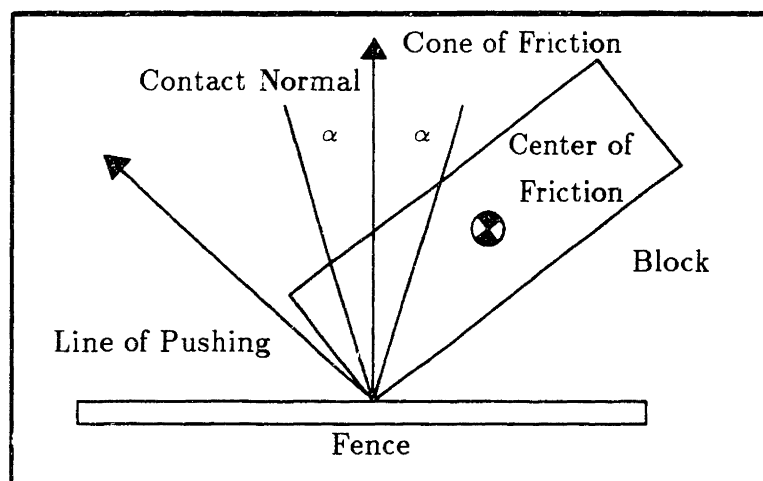 Cone of Friction
Contact Normal
α
α
Center of
Friction
Block
Line of Pushing
Fence